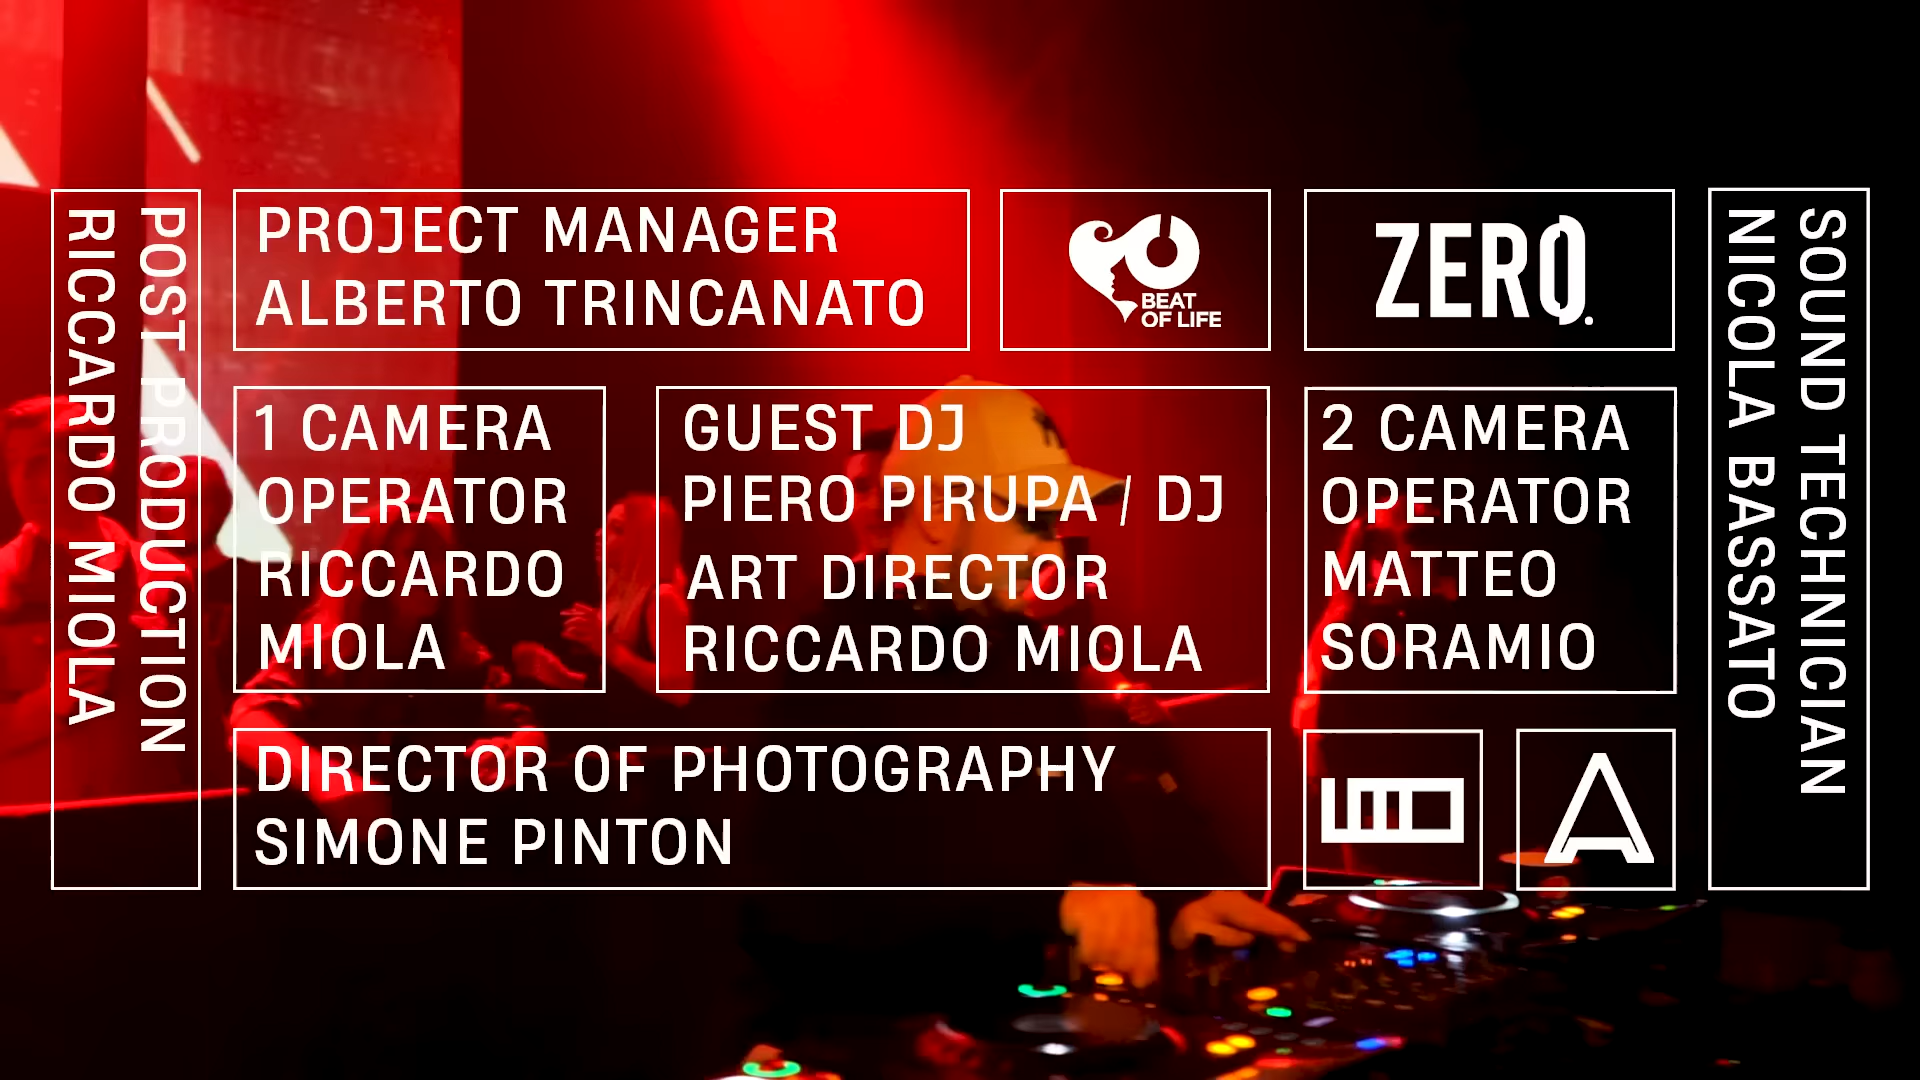 POST PRODUCTION
RICCARDO MIOLA
PROJECT MANAGER
ALBERTO TRINCANATO
BEAT
OF LIFE
ZERO.
SOUND TECHNICIAN
NICOLA BASSATO
1 CAMERA
OPERATOR
RICCARDO
MIOLA
GUEST DJ
PIERO PIRUPA / DJ
ART DIRECTOR
RICCARDO MIOLA
2 CAMERA
OPERATOR
MATTEO
SORAMIO
DIRECTOR OF PHOTOGRAPHY
SIMONE PINTON
A